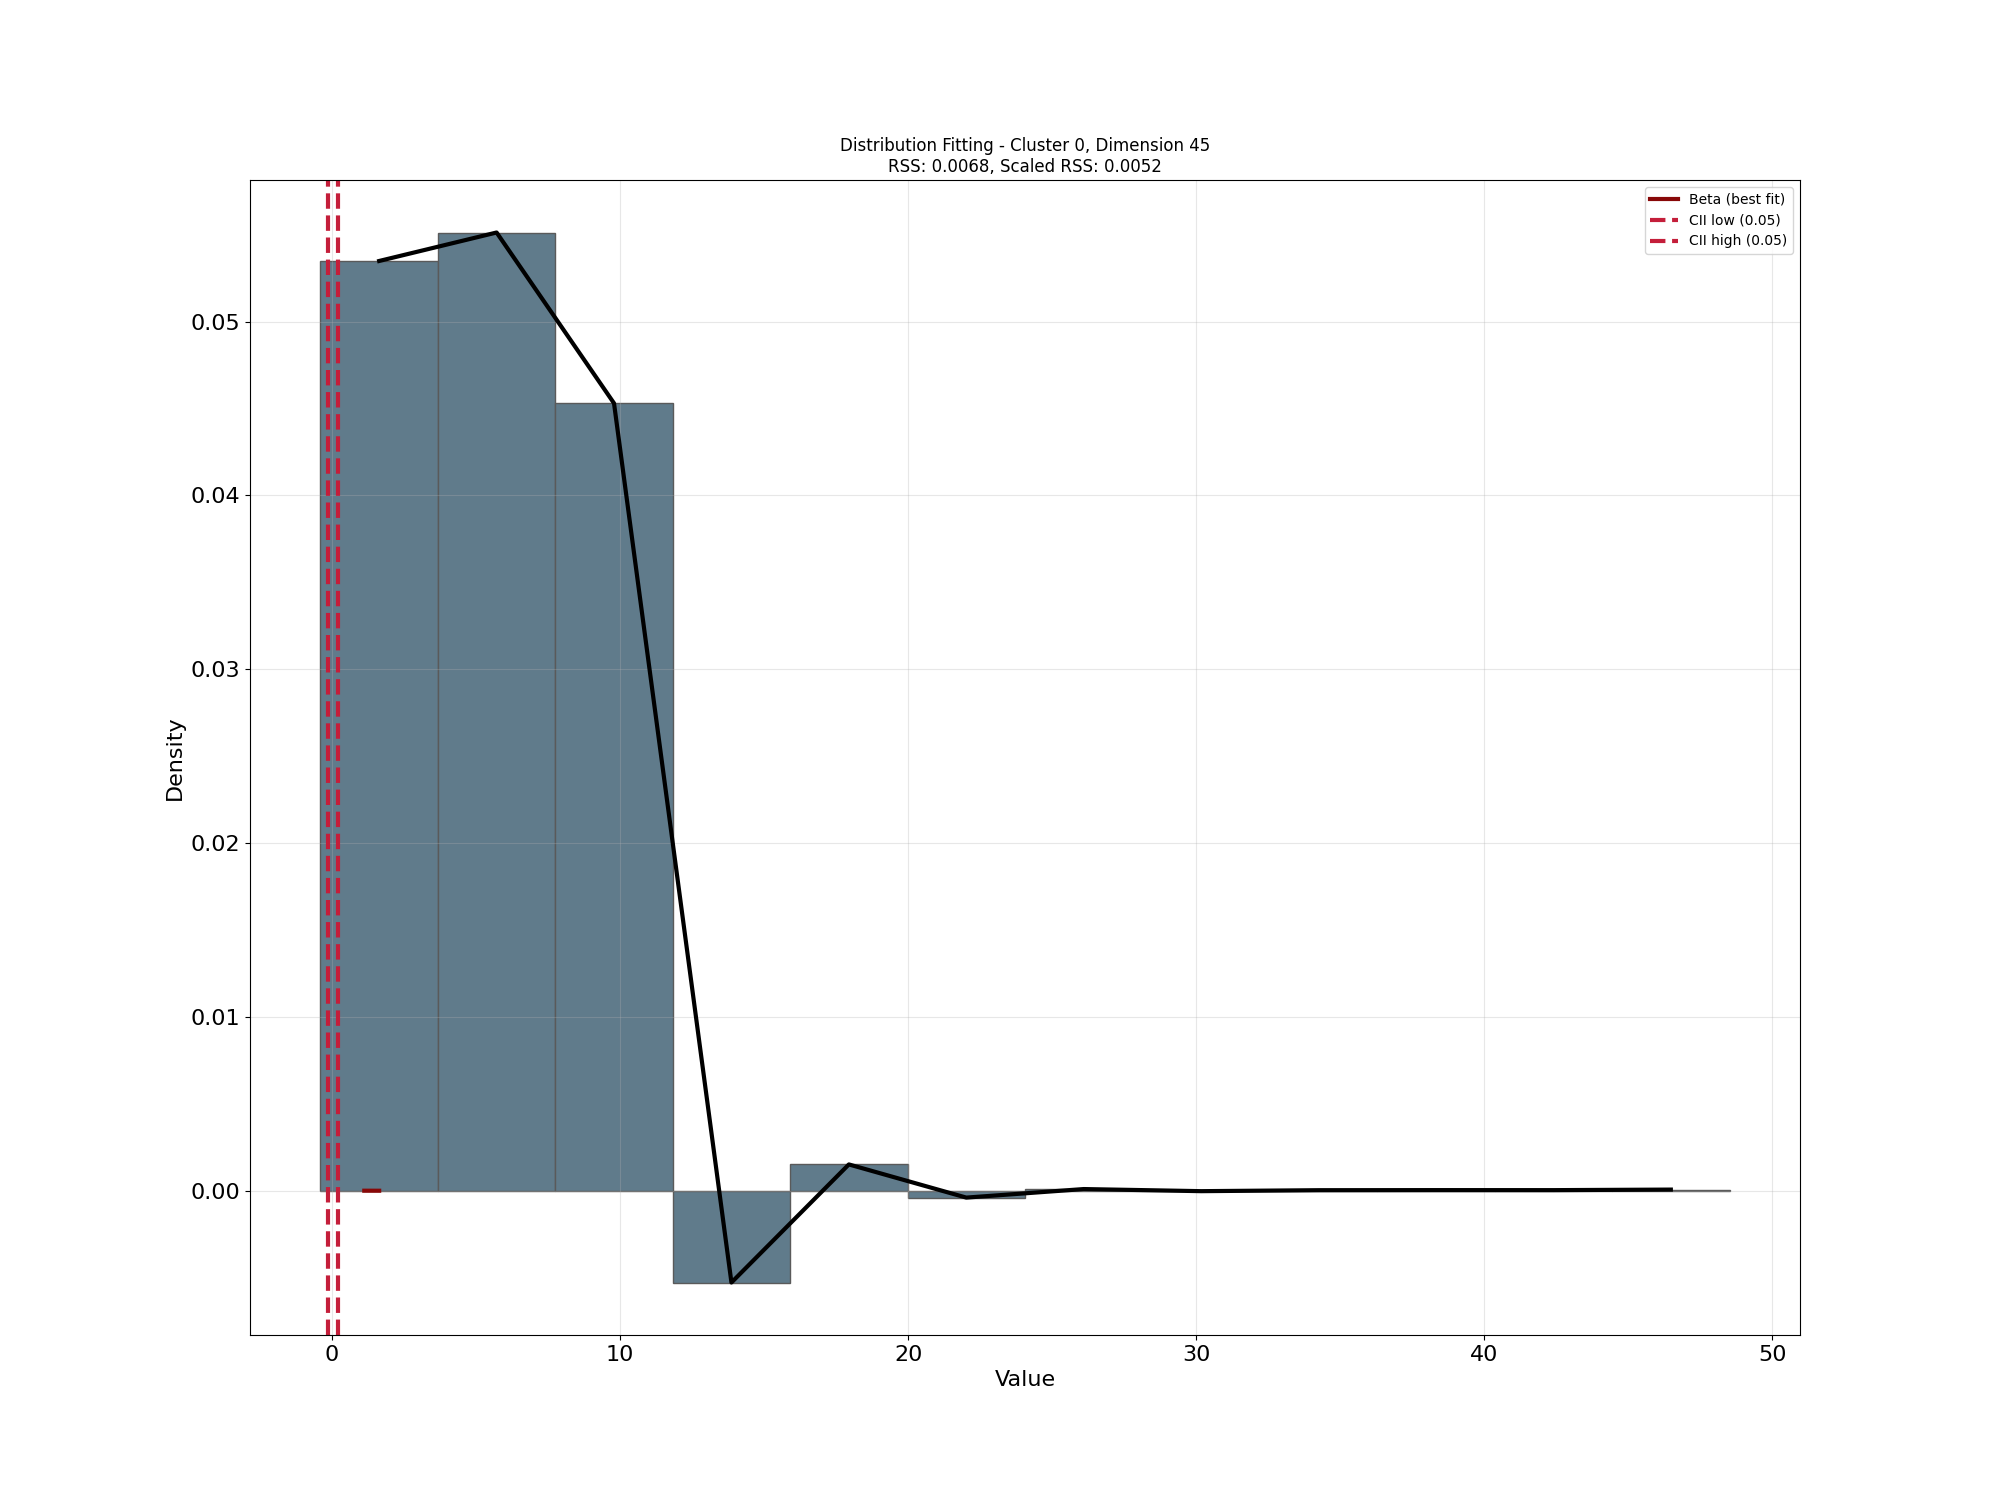 Distribution Fitting - Cluster 0, Dimension 45
RSS: 0.0068, Scaled RSS: 0.0052
Beta (best fit)
CII low (0.05)
CII high (0.05)
0.05
0.04
0.03
0.02
0.01
0.00
Density
0 10 20 30 40 50
Value